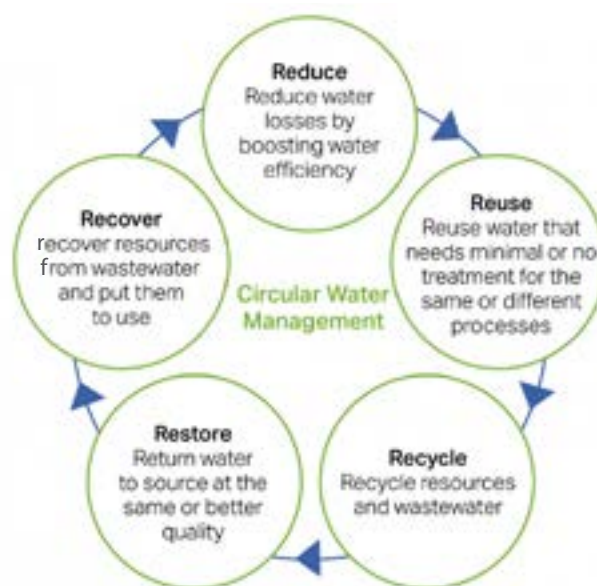 Reduce
Reduce water
losses by
boosting water
efficiency
Reuse
Reuse water that
needs minimal or no
treatment for the
same or different
processes
Recycle
Recycle resources
and wastewater
Restore
Return water
to source at the
same or better
quality
Recover
recover resources
from wastewater
and put them
to use
Circular Water
Management